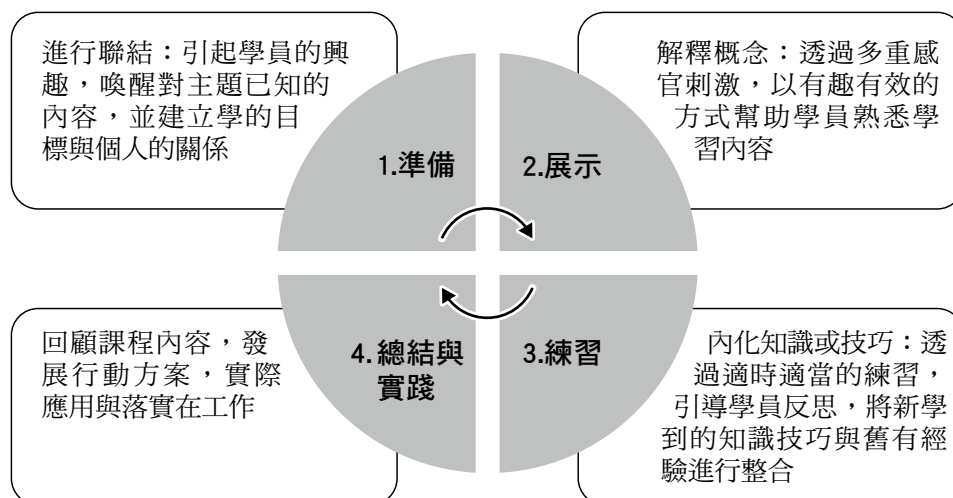 進行聯結：引起學員的興
趣，喚醒對主題已知的
內容，並建立學的目
標與個人的關係
1.準備
解釋概念：透過多重感
官刺激，以有趣有效的
方式幫助學員熟悉學
習內容
2.展示
回顧課程內容，發
展行動方案，實際
應用與落實在工作
4.總結與
實踐
3.練習
內化知識或技巧：透
過適時適當的練習，
引導學員反思，將新學
到的知識技巧與舊有經
驗進行整合